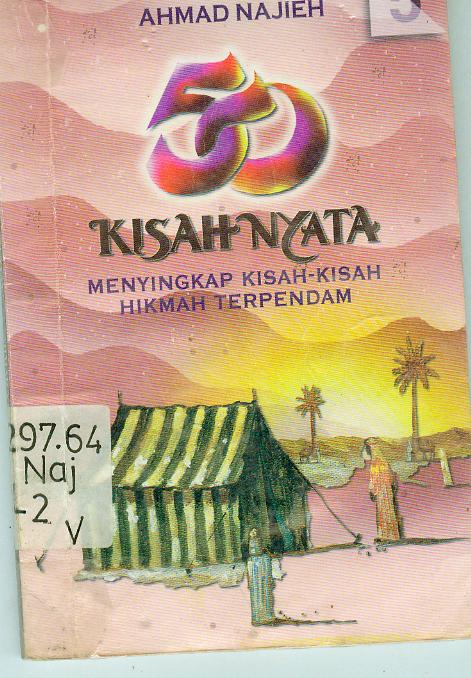 AHMAD NAJIEH
5
50
KISAH NYATA
MENYINGKAP KISAH-KISAH
HIKMAH TERPENDAM
297.64
Naj
-2
V